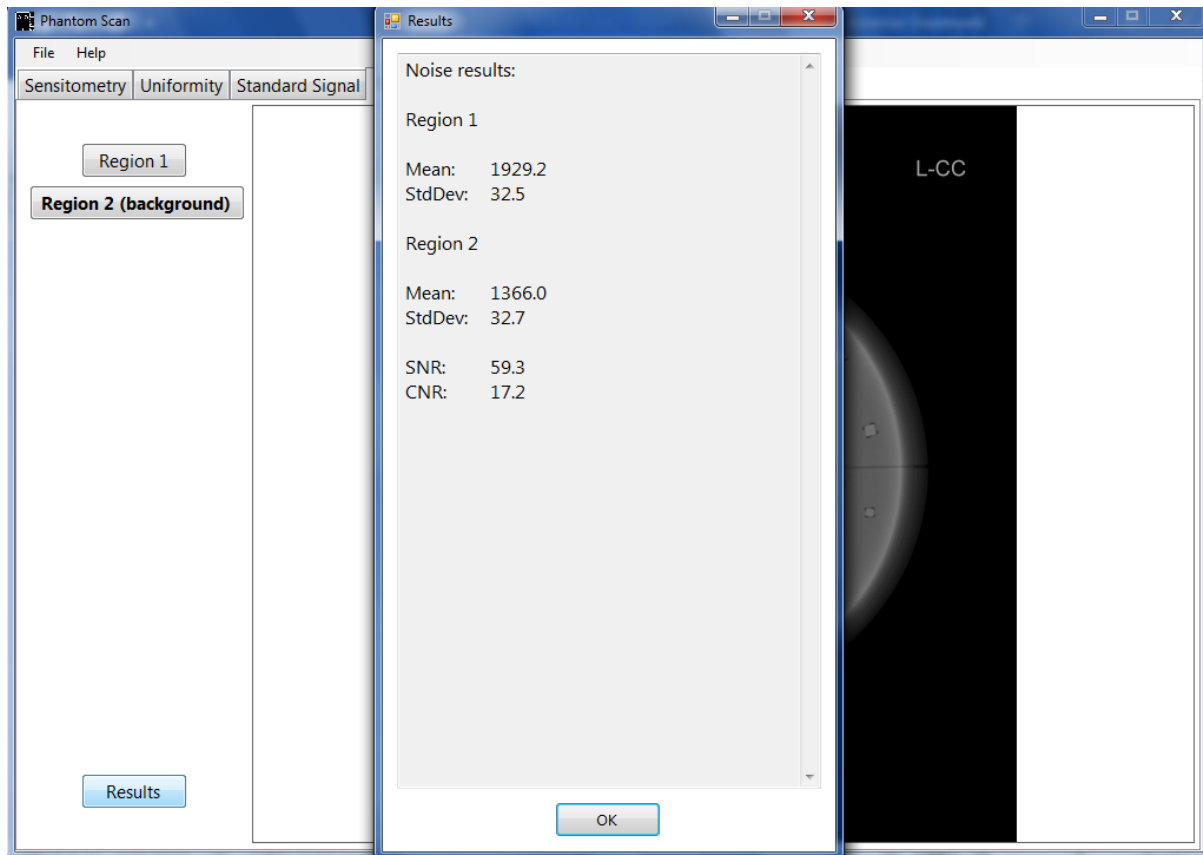 Phantom Scan
File Help
Sensitometry Uniformity Standard Signal
Region 1
Region 2 (background)
Results
Results
Noise results:
Region 1
Mean: 1929.2
StdDev: 32.5
Region 2
Mean: 1366.0
StdDev: 32.7
SNR: 59.3
CNR: 17.2
OK
L-CC